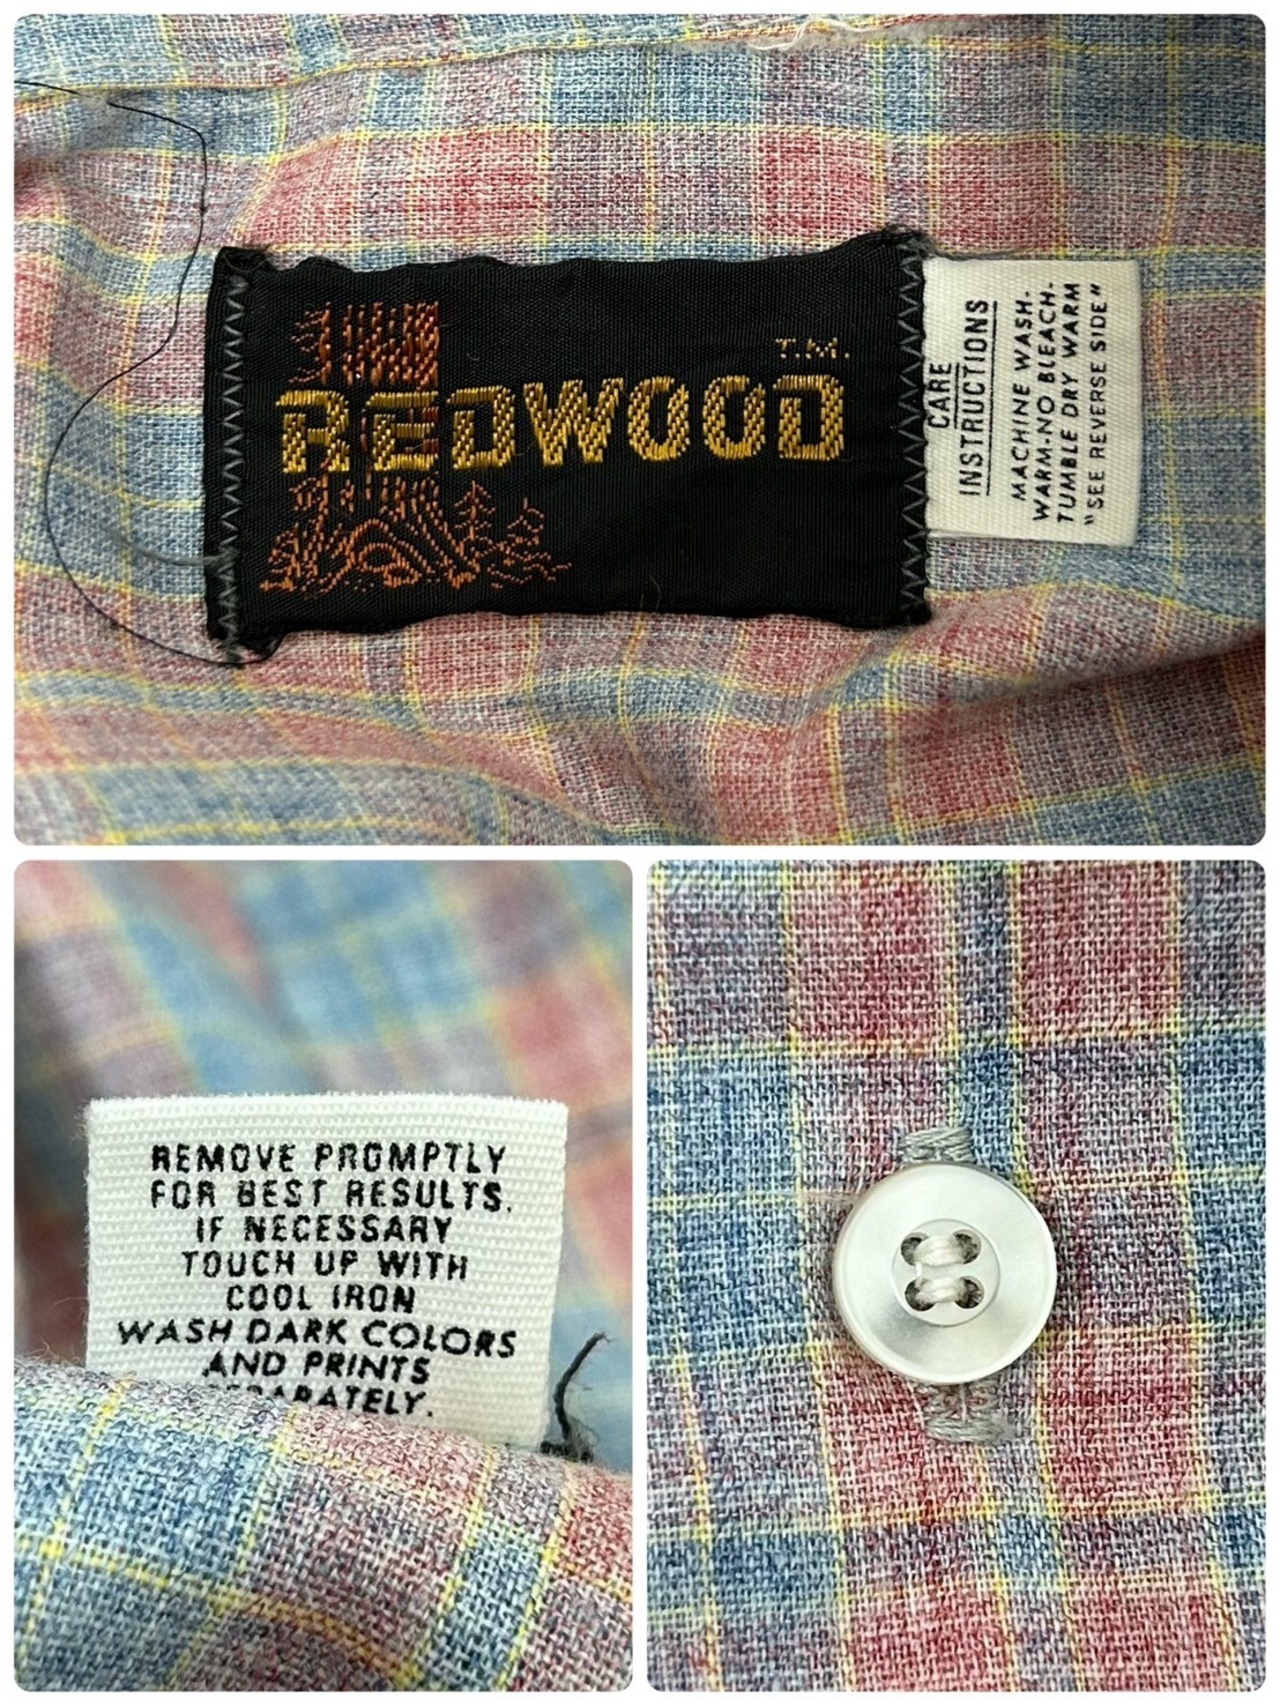 T.M.
REDWOOD
CARE
INSTRUCTIONS
MACHINE WASH-
WARM-NO BLEACH-
TUMBLE DRY WARM
"SEE REVERSE SIDE"
REMOVE PROMPTLY
FOR BEST RESULTS.
IF NECESSARY
TOUCH UP WITH
COOL IRON
WASH DARK COLORS
AND PRINTS
SEPARATELY.